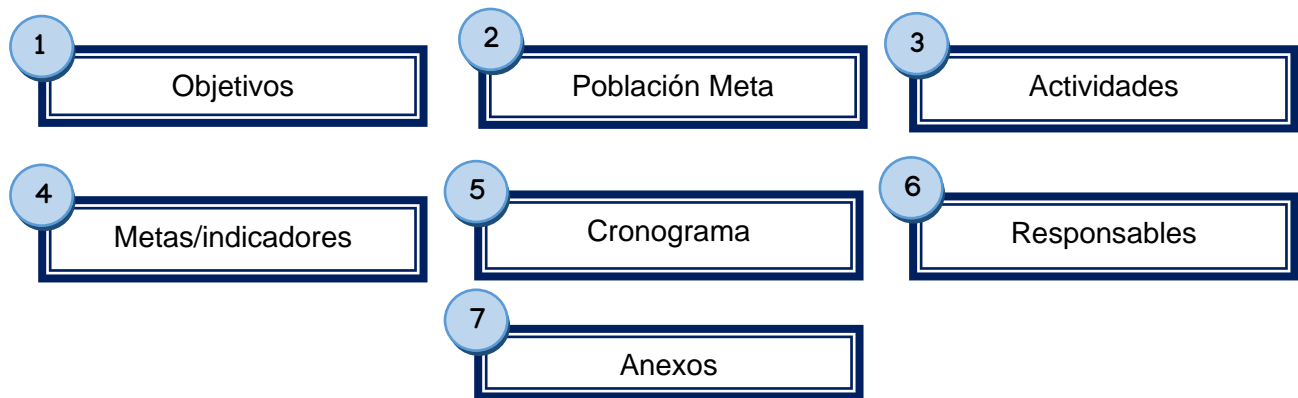 1
Objetivos
2
Población Meta
3
Actividades
4
Metas/indicadores
5
Cronograma
6
Responsables
7
Anexos